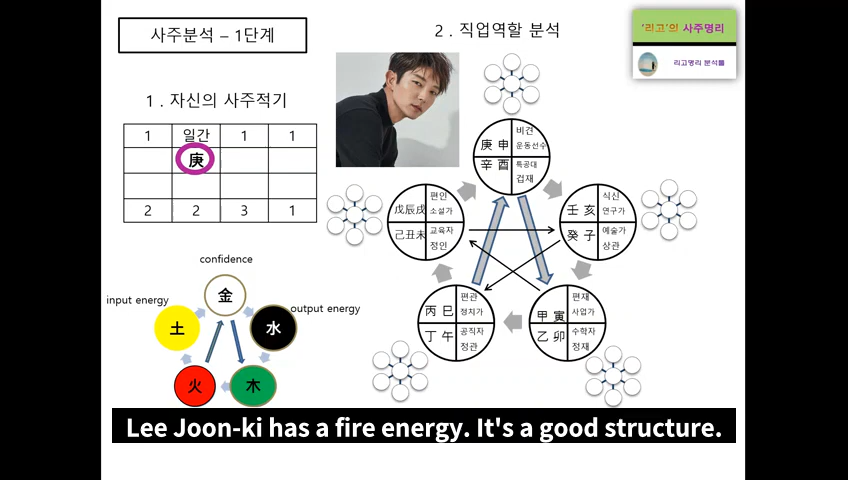 사주분석 – 1단계
2 . 직업역할 분석
'리고'의 사주명리
리고명리 분석틀
1 . 자신의 사주적기
1 일간 1 1
庚
2 2 3 1
庚 申 비견 운동선수
辛 酉 특공대 겁재
戊辰戌 편인 소설가
己丑未 교육자 정인
壬 亥 식신 연구가
癸 子 예술가 상관
丙 巳 편관 정치가
丁 午 공직자 정관
甲 寅 편재 사업가
乙 卯 수학자 정재
confidence
金
input energy
output energy
土
水
火
木
Lee Joon-ki has a fire energy. It's a good structure.